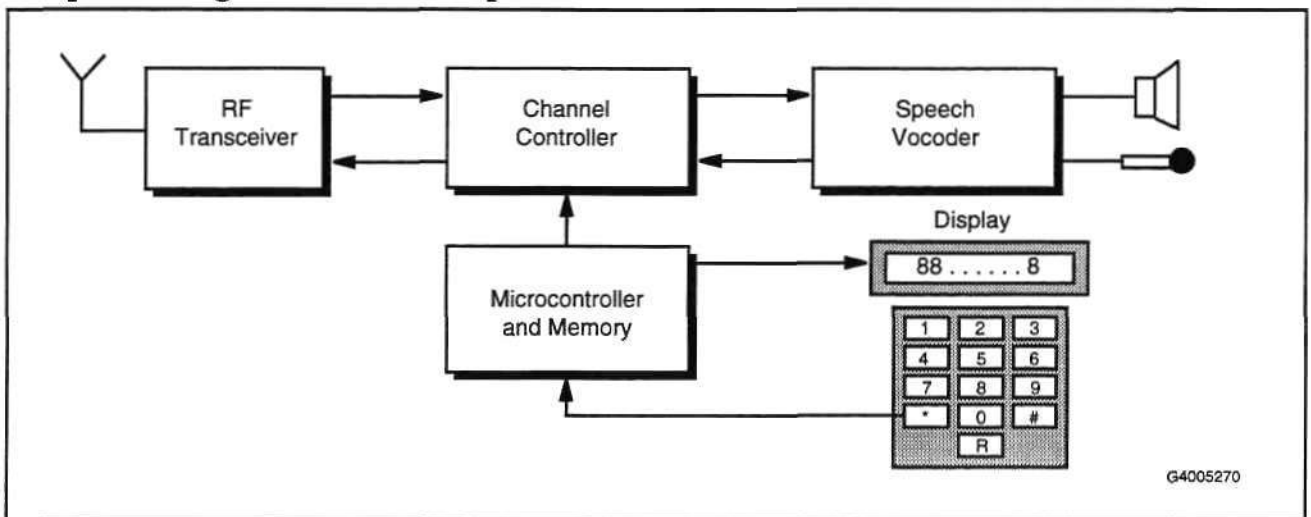 RF
Transceiver
Channel
Controller
Speech
Vocoder
Display
88 . . . . . . 8
Microcontroller
and Memory
1 2 3
4 5 6
7 8 9
* 0 #
R
G4005270